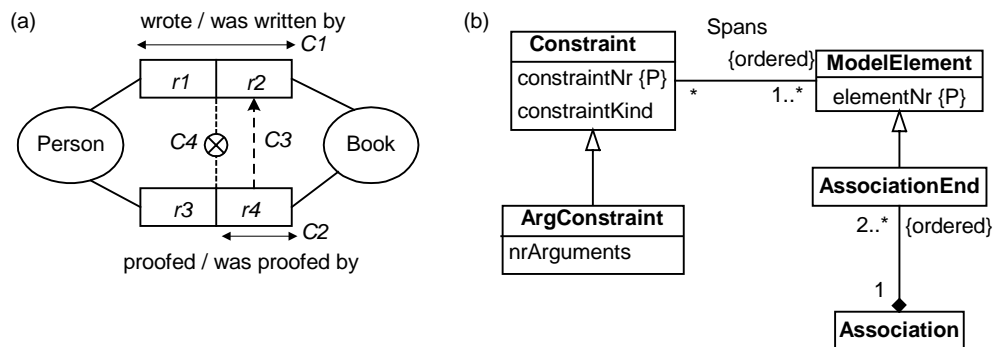 (a)
wrote / was written by
C1
r1
r2
Person
C4
C3
Book
r3
r4
C2
proofed / was proofed by
(b)
Constraint
constraintNr {P}
constraintKind
Spans
{ordered}
*
1..*
ModelElement
elementNr {P}
ArgConstraint
nrArguments
AssociationEnd
2..*
{ordered}
1
Association